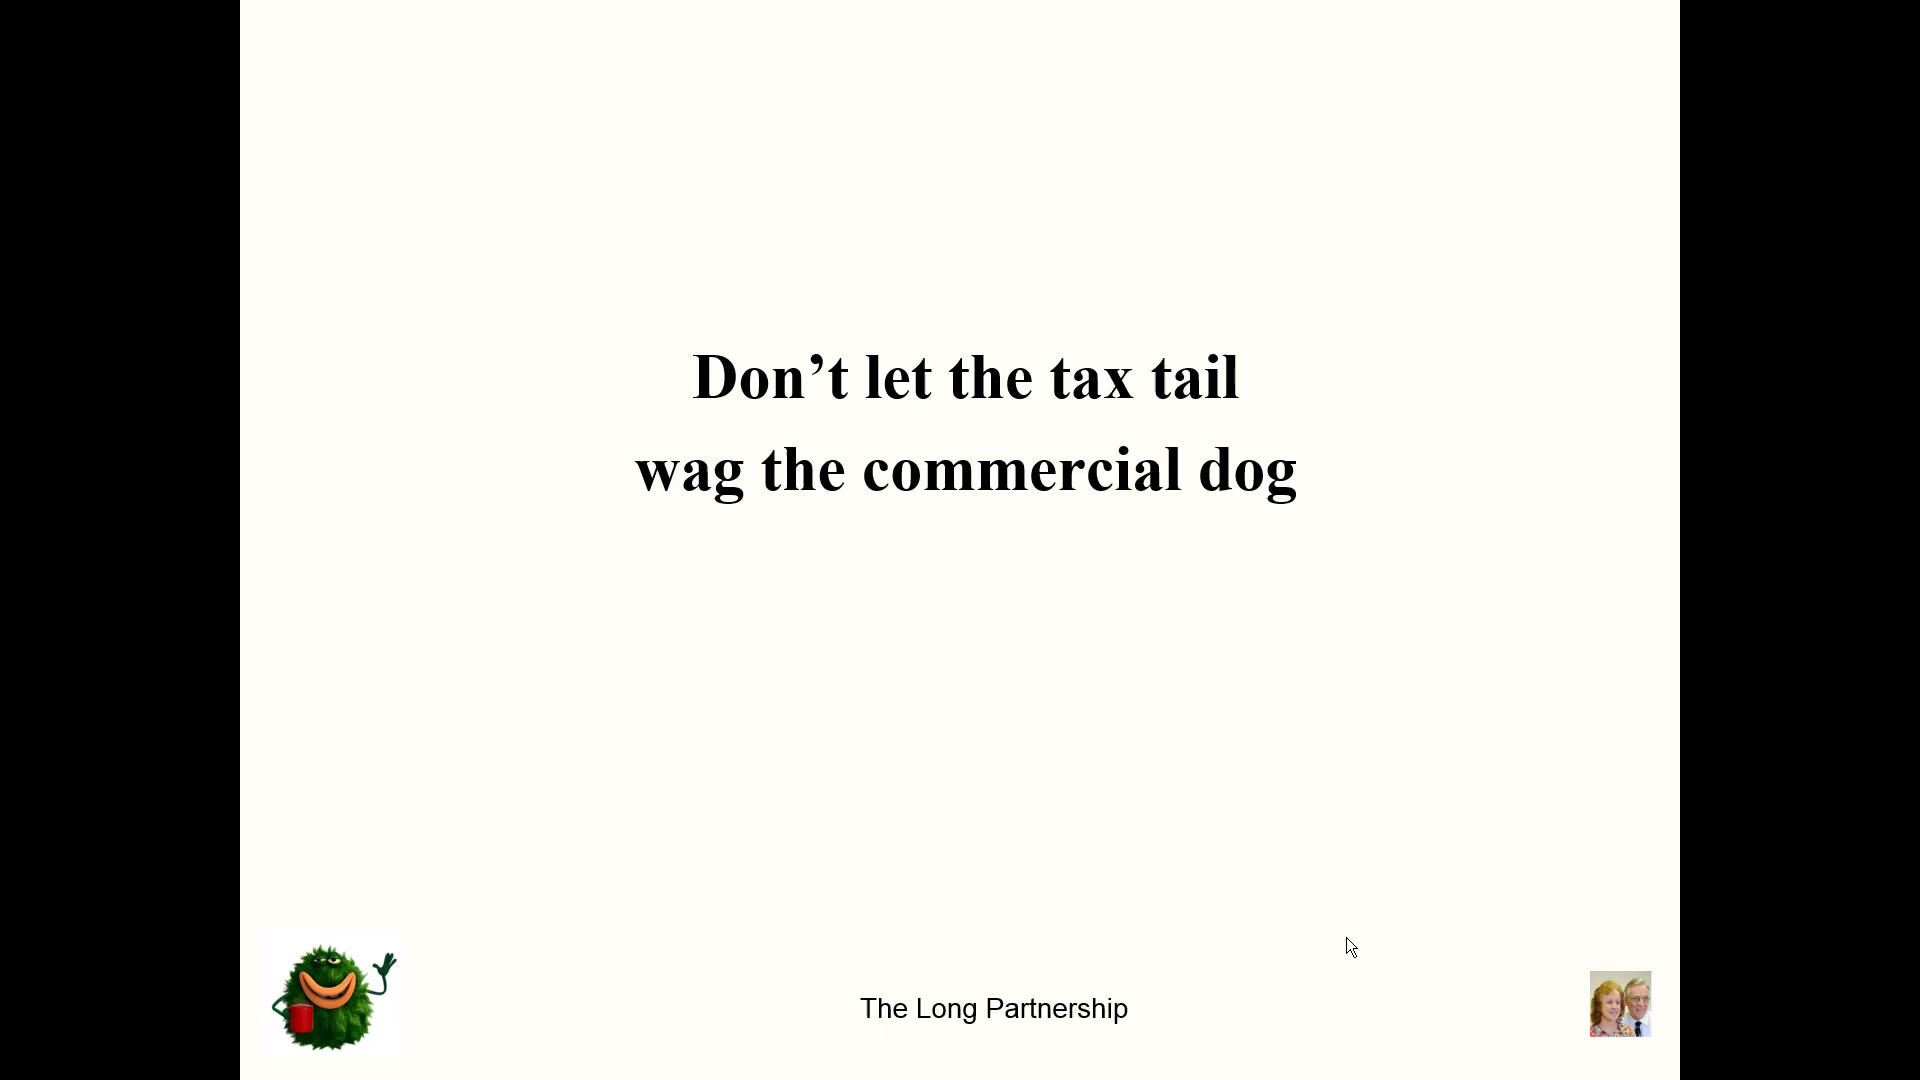 Don’t let the tax tail
wag the commercial dog
The Long Partnership